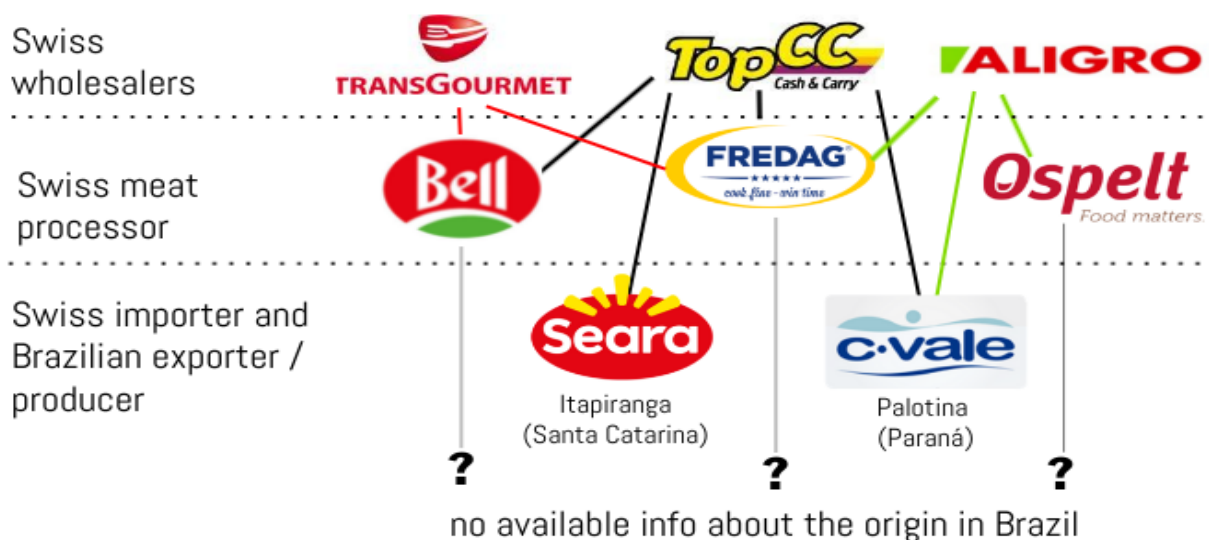 Swiss
wholesalers
TRANSGOURMET
TopCC
Cash & Carry
ALIGRO
Swiss meat
processor
Bell
FREDAG®
cook fine - win time
Ospelt
Food matters.
Swiss importer and
Brazilian exporter /
producer
Seara
Itapiranga
(Santa Catarina)
c•vale
Palotina
(Paraná)
? ? ?
no available info about the origin in Brazil